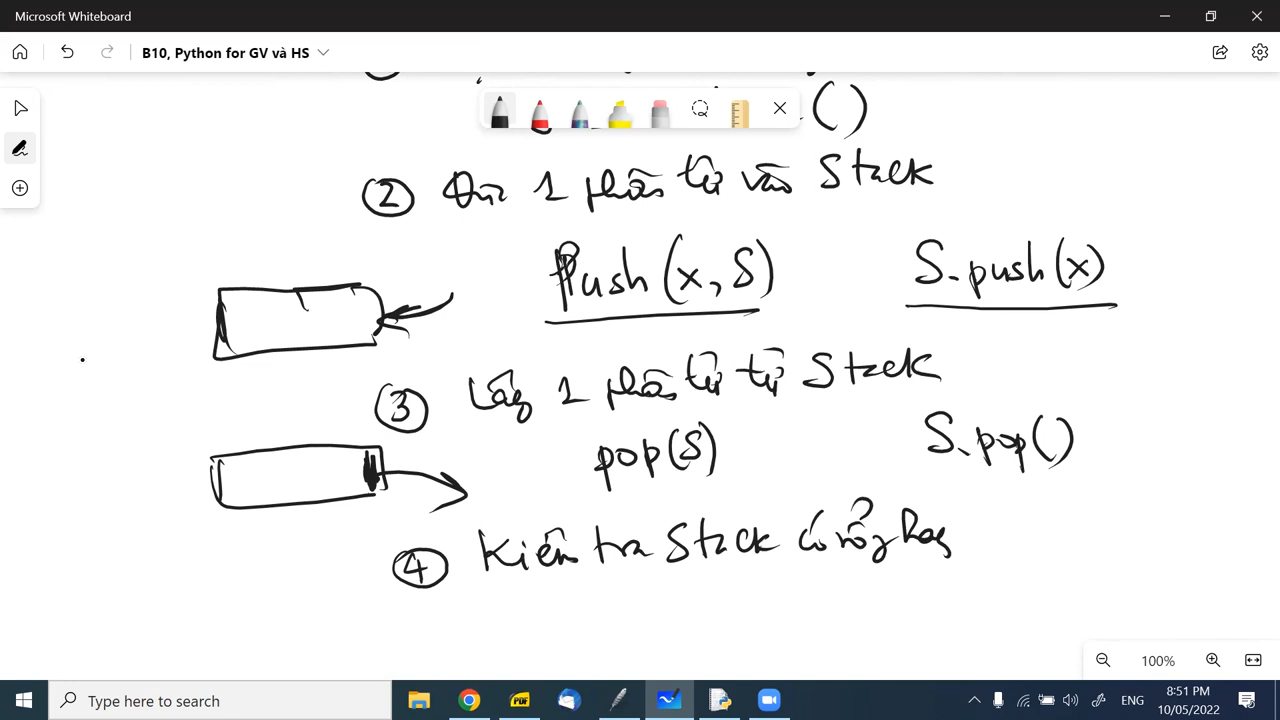 Microsoft Whiteboard
B10, Python for GV và HS
()
② Đưa 1 phần tử vào Stack
Push(x, S) S.push(x)
③ Lấy 1 phần tử từ Stack
pop(S) S.pop()
④ Kiểm tra Stack có rỗng hay
100%
Type here to search
PDF
ENG
8:51 PM
10/05/2022